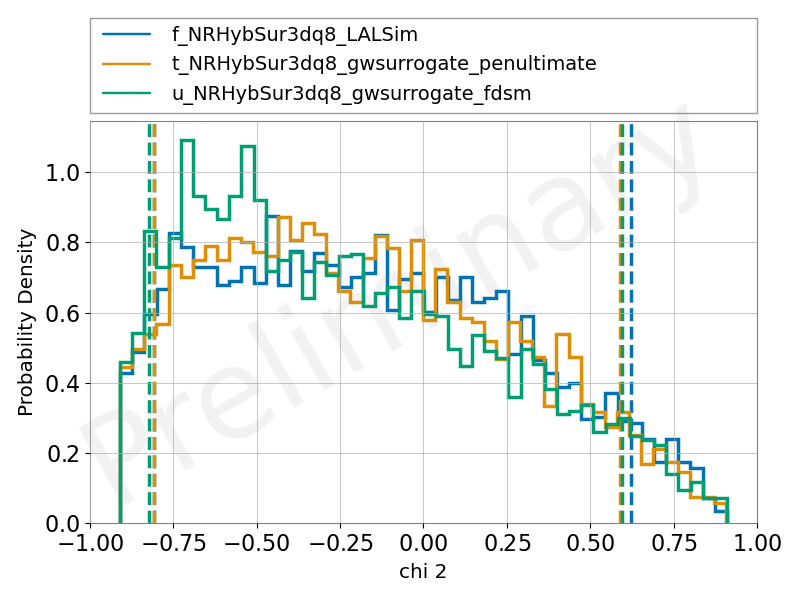 f_NRHybSur3dq8_LALSim
t_NRHybSur3dq8_gwsurrogate_penultimate
u_NRHybSur3dq8_gwsurrogate_fdsm
Preliminary
Probability Density
1.0
0.8
0.6
0.4
0.2
0.0
−1.00 −0.75 −0.50 −0.25 0.00 0.25 0.50 0.75 1.00
chi 2